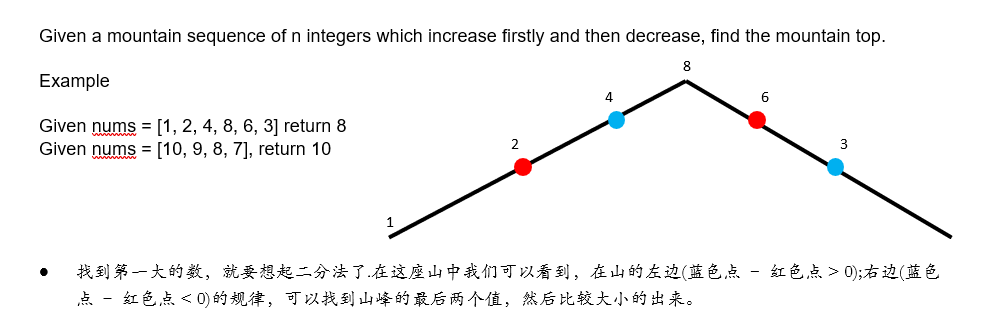 Given a mountain sequence of n integers which increase firstly and then decrease, find the mountain top.
Example
Given nums = [1, 2, 4, 8, 6, 3] return 8
Given nums = [10, 9, 8, 7], return 10
8
4
6
2
3
1
● 找到第一大的数，就要想起二分法了.在这座山中我们可以看到，在山的左边(蓝色点 - 红色点 > 0);右边(蓝色
点 - 红色点 < 0)的规律，可以找到山峰的最后两个值，然后比较大小的出来。